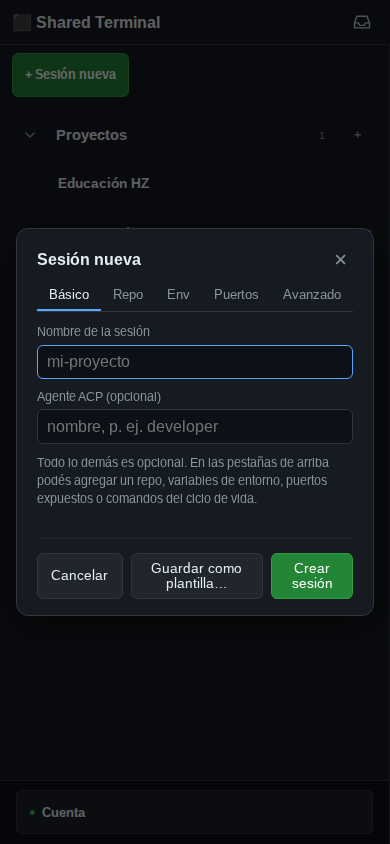 Shared Terminal
+ Sesión nueva
Proyectos 1 +
Educación HZ
Sesión nueva ×
Básico Repo Env Puertos Avanzado
Nombre de la sesión
mi-proyecto
Agente ACP (opcional)
nombre, p. ej. developer
Todo lo demás es opcional. En las pestañas de arriba
podés agregar un repo, variables de entorno, puertos
expuestos o comandos del ciclo de vida.
Cancelar
Guardar como
plantilla…
Crear
sesión
Cuenta